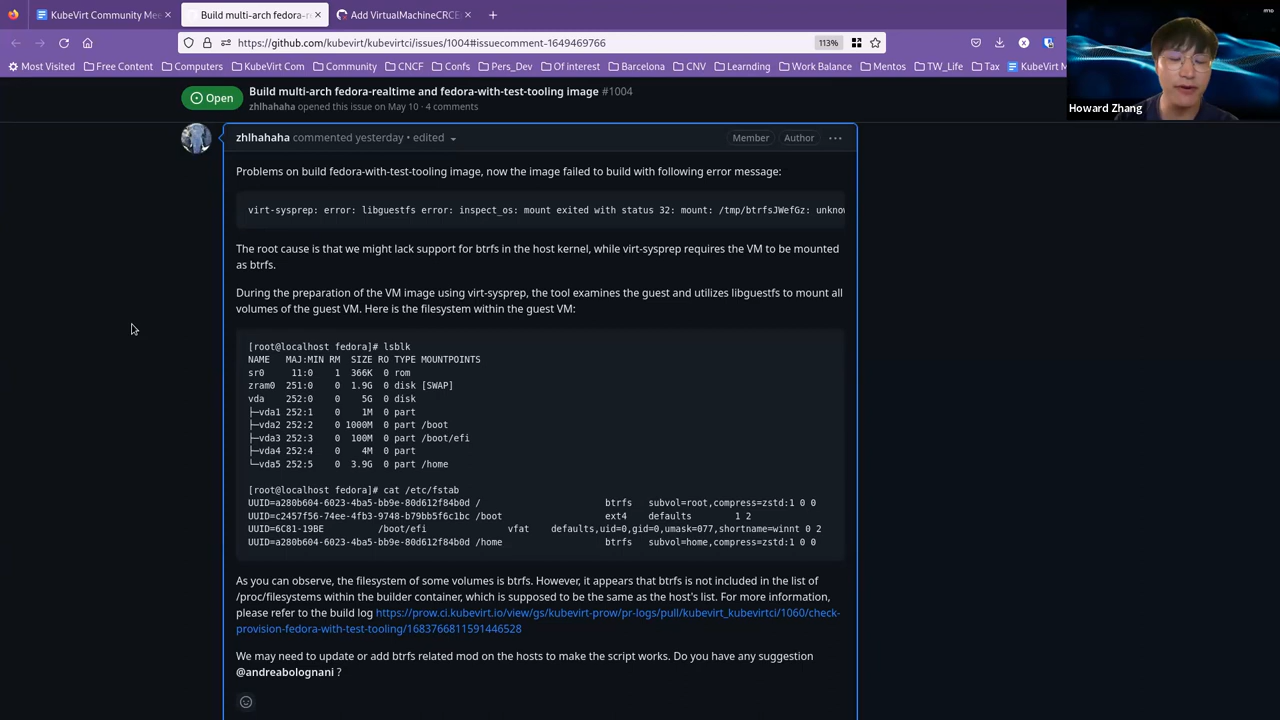 KubeVirt Community Mee
Build multi-arch fedora-re
Add VirtualMachineCRCE
https://github.com/kubevirt/kubevirtci/issues/1004#issuecomment-1649469766
113%
Most Visited
Free Content
Computers
KubeVirt Com
Community
CNCF
Confs
Pers_Dev
Of interest
Barcelona
CNV
Learnding
Work Balance
Mentos
TW_Life
Tax
KubeVirt M
Howard Zhang
Open
Build multi-arch fedora-realtime and fedora-with-test-tooling image #1004
zhlhahaha opened this issue on May 10 · 4 comments
zhlhahaha commented yesterday • edited
Member
Author
Problems on build fedora-with-test-tooling image, now the image failed to build with following error message:
virt-sysprep: error: libguestfs error: inspect_os: mount exited with status 32: mount: /tmp/btrfsJWefGz: unknow
The root cause is that we might lack support for btrfs in the host kernel, while virt-sysprep requires the VM to be mounted
as btrfs.
During the preparation of the VM image using virt-sysprep, the tool examines the guest and utilizes libguestfs to mount all
volumes of the guest VM. Here is the filesystem within the guest VM:
[root@localhost fedora]# lsblk
NAME MAJ:MIN RM SIZE RO TYPE MOUNTPOINTS
sr0 11:0 1 366K 0 rom
zram0 251:0 0 1.9G 0 disk [SWAP]
vda 252:0 0 5G 0 disk
├─vda1 252:1 0 1M 0 part
├─vda2 252:2 0 1000M 0 part /boot
├─vda3 252:3 0 100M 0 part /boot/efi
├─vda4 252:4 0 4M 0 part
└─vda5 252:5 0 3.9G 0 part /home
[root@localhost fedora]# cat /etc/fstab
UUID=a280b604-6023-4ba5-bb9e-80d612f84b0d / btrfs subvol=root,compress=zstd:1 0 0
UUID=c2457f56-74ee-4fb3-9748-b79bb5f6c1bc /boot ext4 defaults 1 2
UUID=6C81-19BE /boot/efi vfat defaults,uid=0,gid=0,umask=077,shortname=winnt 0 2
UUID=a280b604-6023-4ba5-bb9e-80d612f84b0d /home btrfs subvol=home,compress=zstd:1 0 0
As you can observe, the filesystem of some volumes is btrfs. However, it appears that btrfs is not included in the list of
/proc/filesystems within the builder container, which is supposed to be the same as the host's list. For more information,
please refer to the build log https://prow.ci.kubevirt.io/view/gs/kubevirt-prow/pr-logs/pull/kubevirt_kubevirtci/1060/check-
provision-fedora-with-test-tooling/1683766811591446528
We may need to update or add btrfs related mod on the hosts to make the script works. Do you have any suggestion
@andreabolognani ?